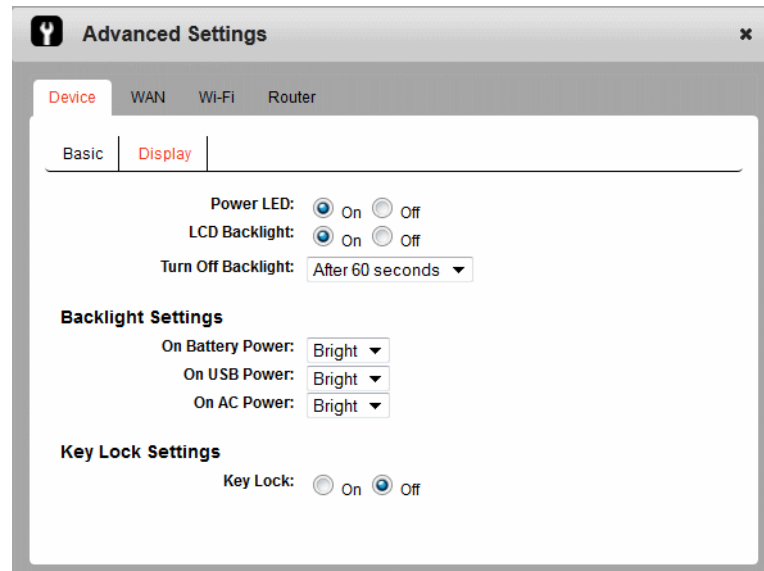 Advanced Settings
Device WAN Wi-Fi Router
Basic Display
Power LED: On Off
LCD Backlight: On Off
Turn Off Backlight: After 60 seconds
Backlight Settings
On Battery Power: Bright
On USB Power: Bright
On AC Power: Bright
Key Lock Settings
Key Lock: On Off